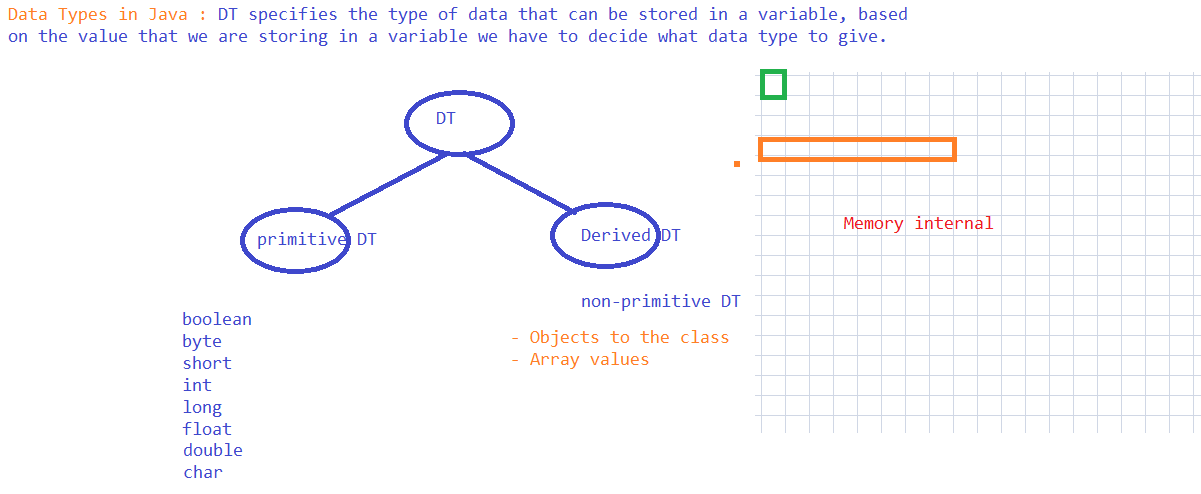 Data Types in Java : DT specifies the type of data that can be stored in a variable, based
on the value that we are storing in a variable we have to decide what data type to give.
DT
primitive DT
Derived DT
Memory internal
non-primitive DT
- Objects to the class
- Array values
boolean
byte
short
int
long
float
double
char